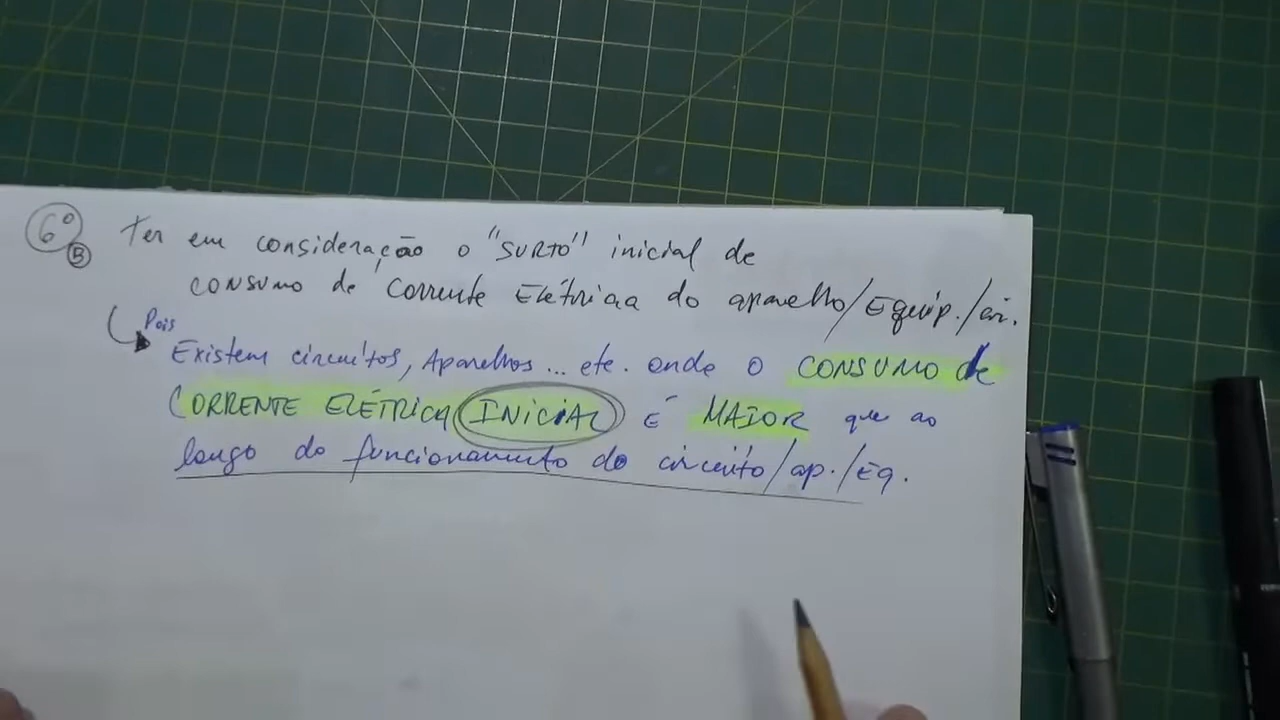 6º B Ter em consideração o "SURTO" inicial de
CONSUMO de Corrente Elétrica do aparelho/Equip./cir.
Pois
Existem circuitos, Aparelhos... etc. onde o CONSUMO de
CORRENTE ELÉTRICA INICIAL É MAIOR que ao
longo do funcionamento do circuito/ap./Eq.